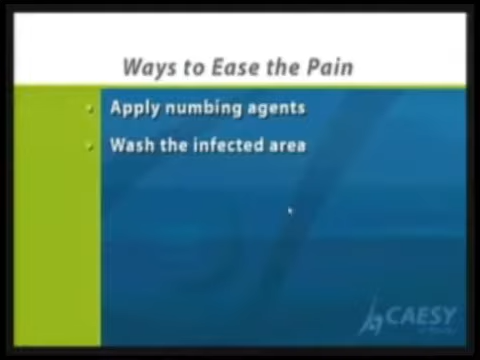 Ways to Ease the Pain
Apply numbing agents
Wash the infected area
CAESY